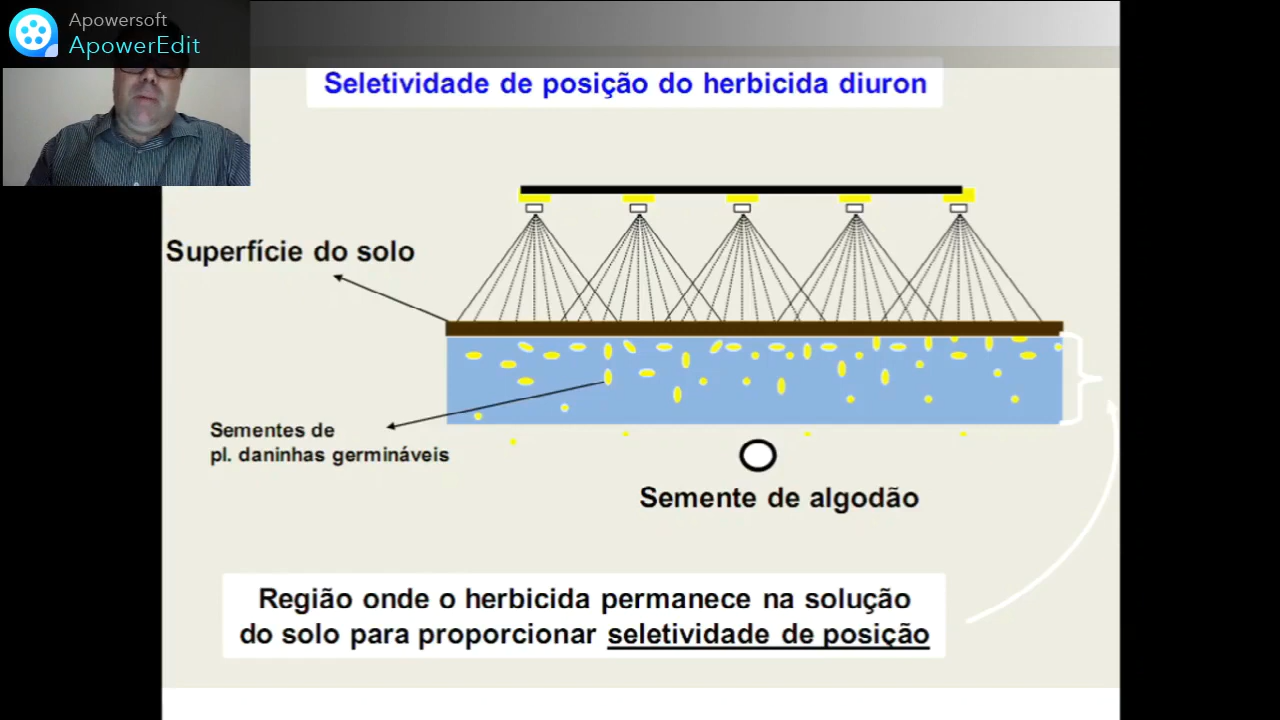 Apowersoft
ApowerEdit
Seletividade de posição do herbicida diuron
Superfície do solo
Sementes de
pl. daninhas germináveis
Semente de algodão
Região onde o herbicida permanece na solução
do solo para proporcionar seletividade de posição